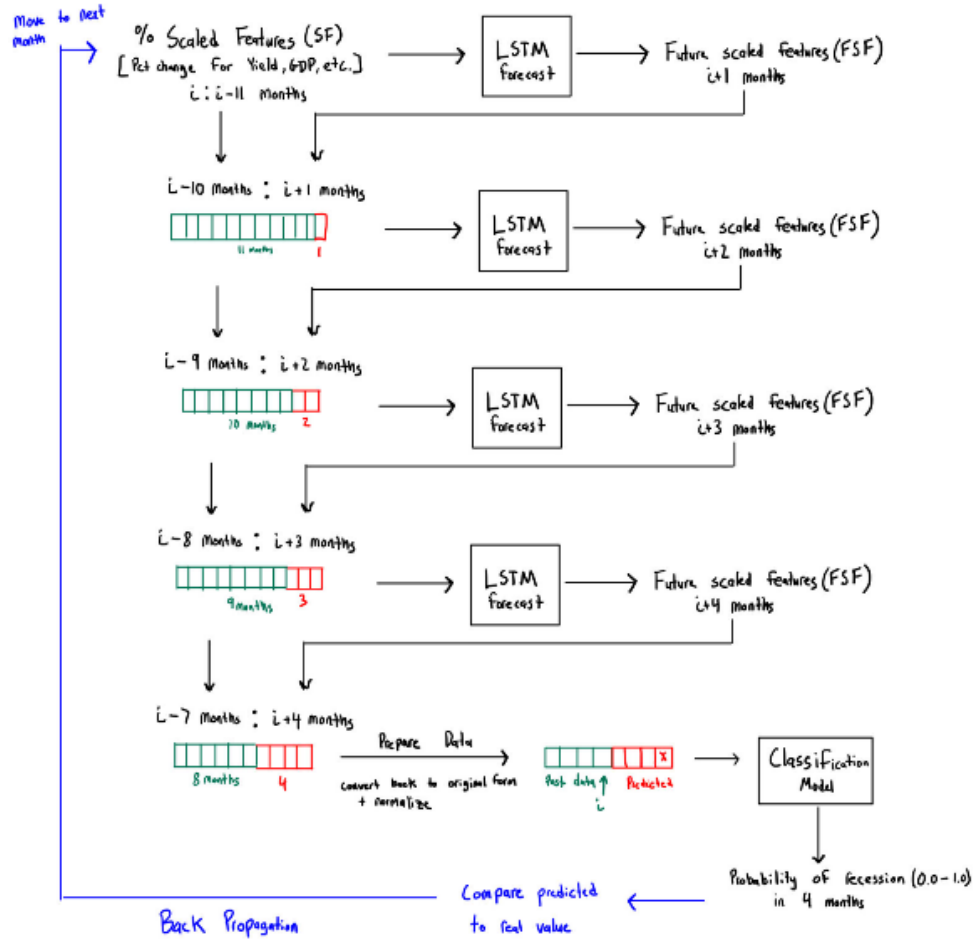 Move to next
month
% Scaled Features (SF)
[Pct change for Yield, GDP, etc.]
i : i-11 months
LSTM
forecast
Future scaled features (FSF)
i+1 months
i-10 months : i+1 months
11 months
1
LSTM
forecast
Future scaled features (FSF)
i+2 months
i-9 months : i+2 months
10 months
2
LSTM
forecast
Future scaled features (FSF)
i+3 months
i-8 months : i+3 months
9 months
3
LSTM
forecast
Future scaled features (FSF)
i+4 months
i-7 months : i+4 months
8 months
4
Prepare Data
convert back to original form
+ normalize
x
Past data
i
Predicted
Classification
Model
Probability of recession (0.0-1.0)
in 4 months
Compare predicted
to real value
Back Propagation